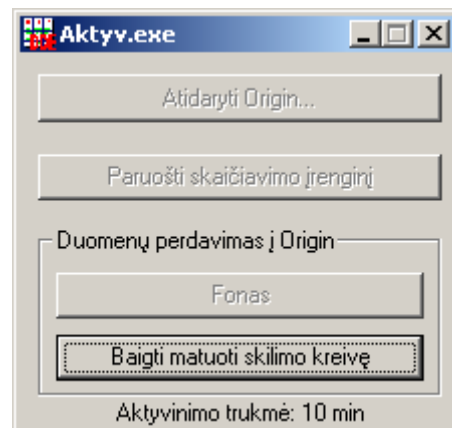 Aktyv.exe
Atidaryti Origin...
Paruošti skaičiavimo įrenginį
Duomenų perdavimas į Origin
Fonas
Baigti matuoti skilimo kreivę
Aktyvinimo trukmė: 10 min